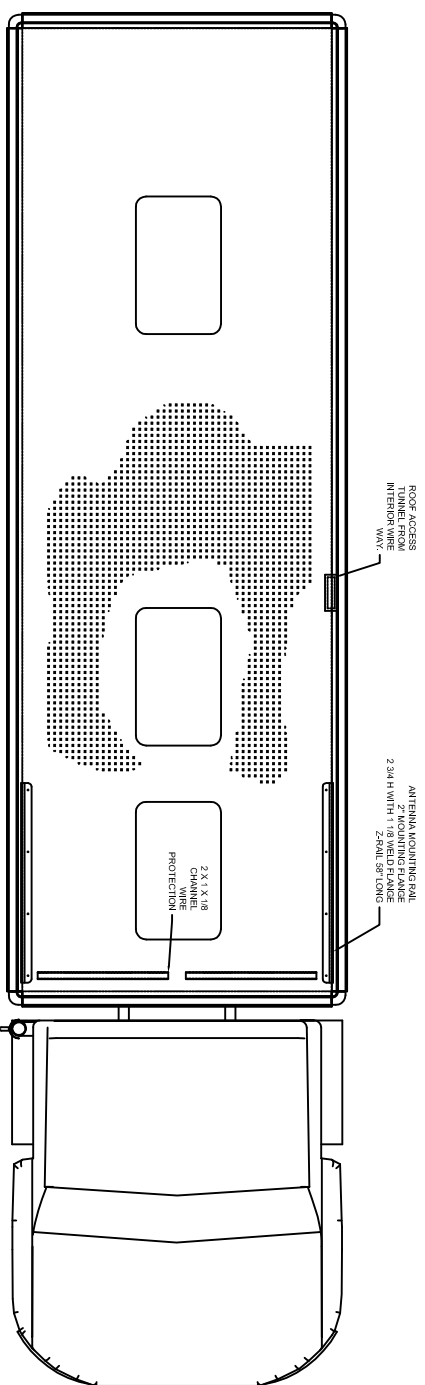 ROOF ACCESS
TUNNEL FROM
INTERIOR WIRE
WAY.
ANTENNA MOUNTING RAIL
2" MOUNTING FLANGE
2 3/4 H WITH 1 1/8 WELD FLANGE
Z-RAIL 58" LONG
2 X 1 X 1/8
CHANNEL
WIRE
PROTECTION